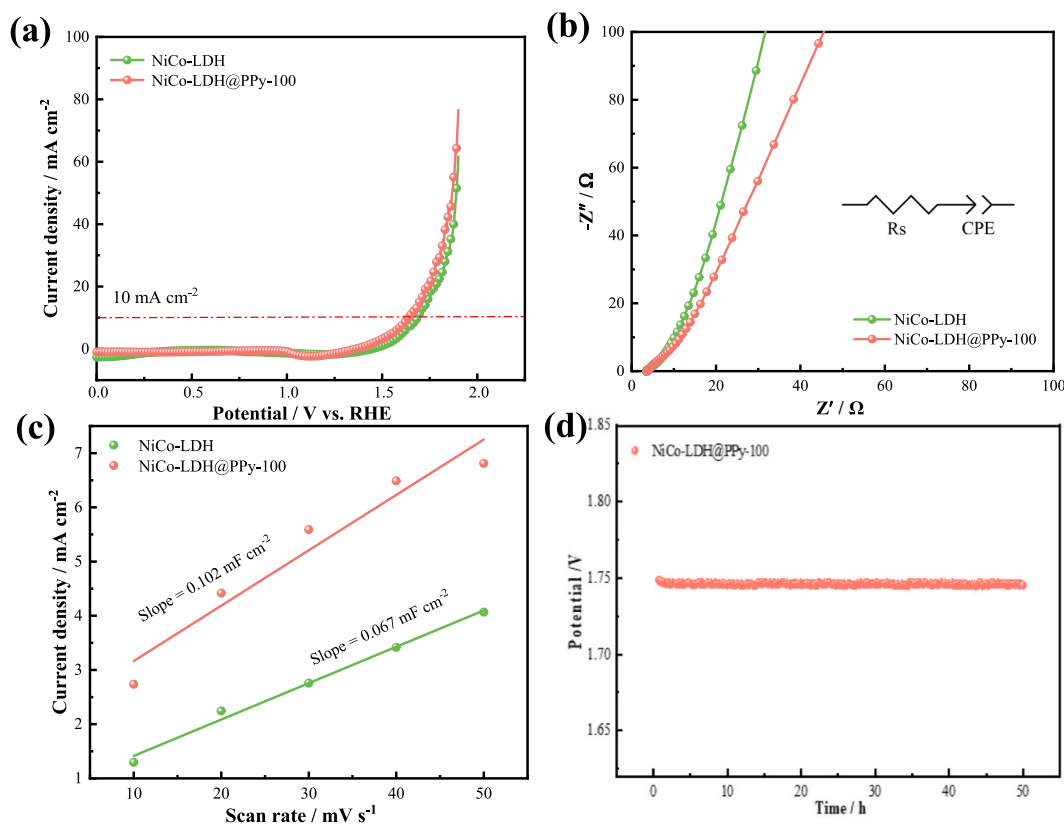 (a)
NiCo-LDH
NiCo-LDH@PPy-100
10 mA cm⁻²
Current density / mA cm⁻²
100
80
60
40
20
0
0.0 0.5 1.0 1.5 2.0
Potential / V vs. RHE
(b)
-Z″ / Ω
100
80
60
40
20
0
Rs CPE
NiCo-LDH
NiCo-LDH@PPy-100
0 20 40 60 80 100
Z′ / Ω
(c)
NiCo-LDH
NiCo-LDH@PPy-100
Slope = 0.102 mF cm⁻²
Slope = 0.067 mF cm⁻²
Current density / mA cm⁻²
7
6
5
4
3
2
1
10 20 30 40 50
Scan rate / mV s⁻¹
(d)
NiCo-LDH@PPy-100
Potential /V
1.85
1.80
1.75
1.70
1.65
0 10 20 30 40 50
Time / h